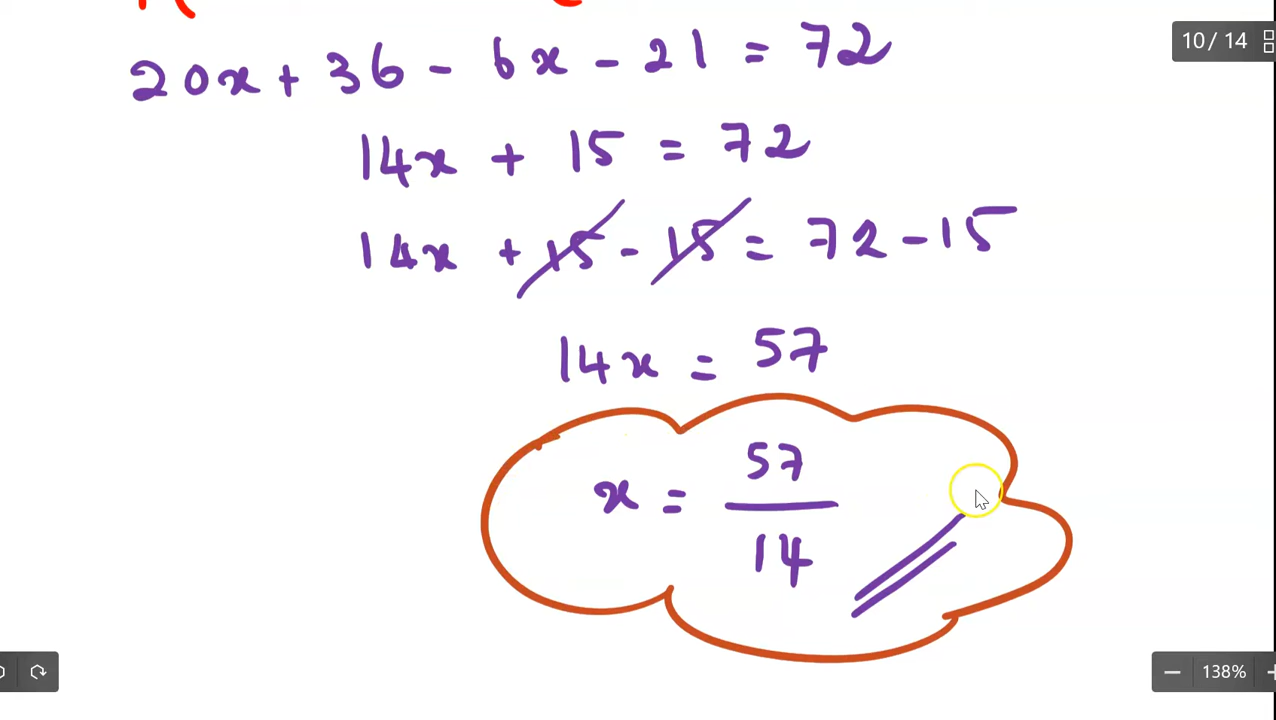 10 / 14
20x + 36 - 6x - 21 = 72
14x + 15 = 72
14x + 15 - 15 = 72 - 15
14x = 57
x = 57/14
138%